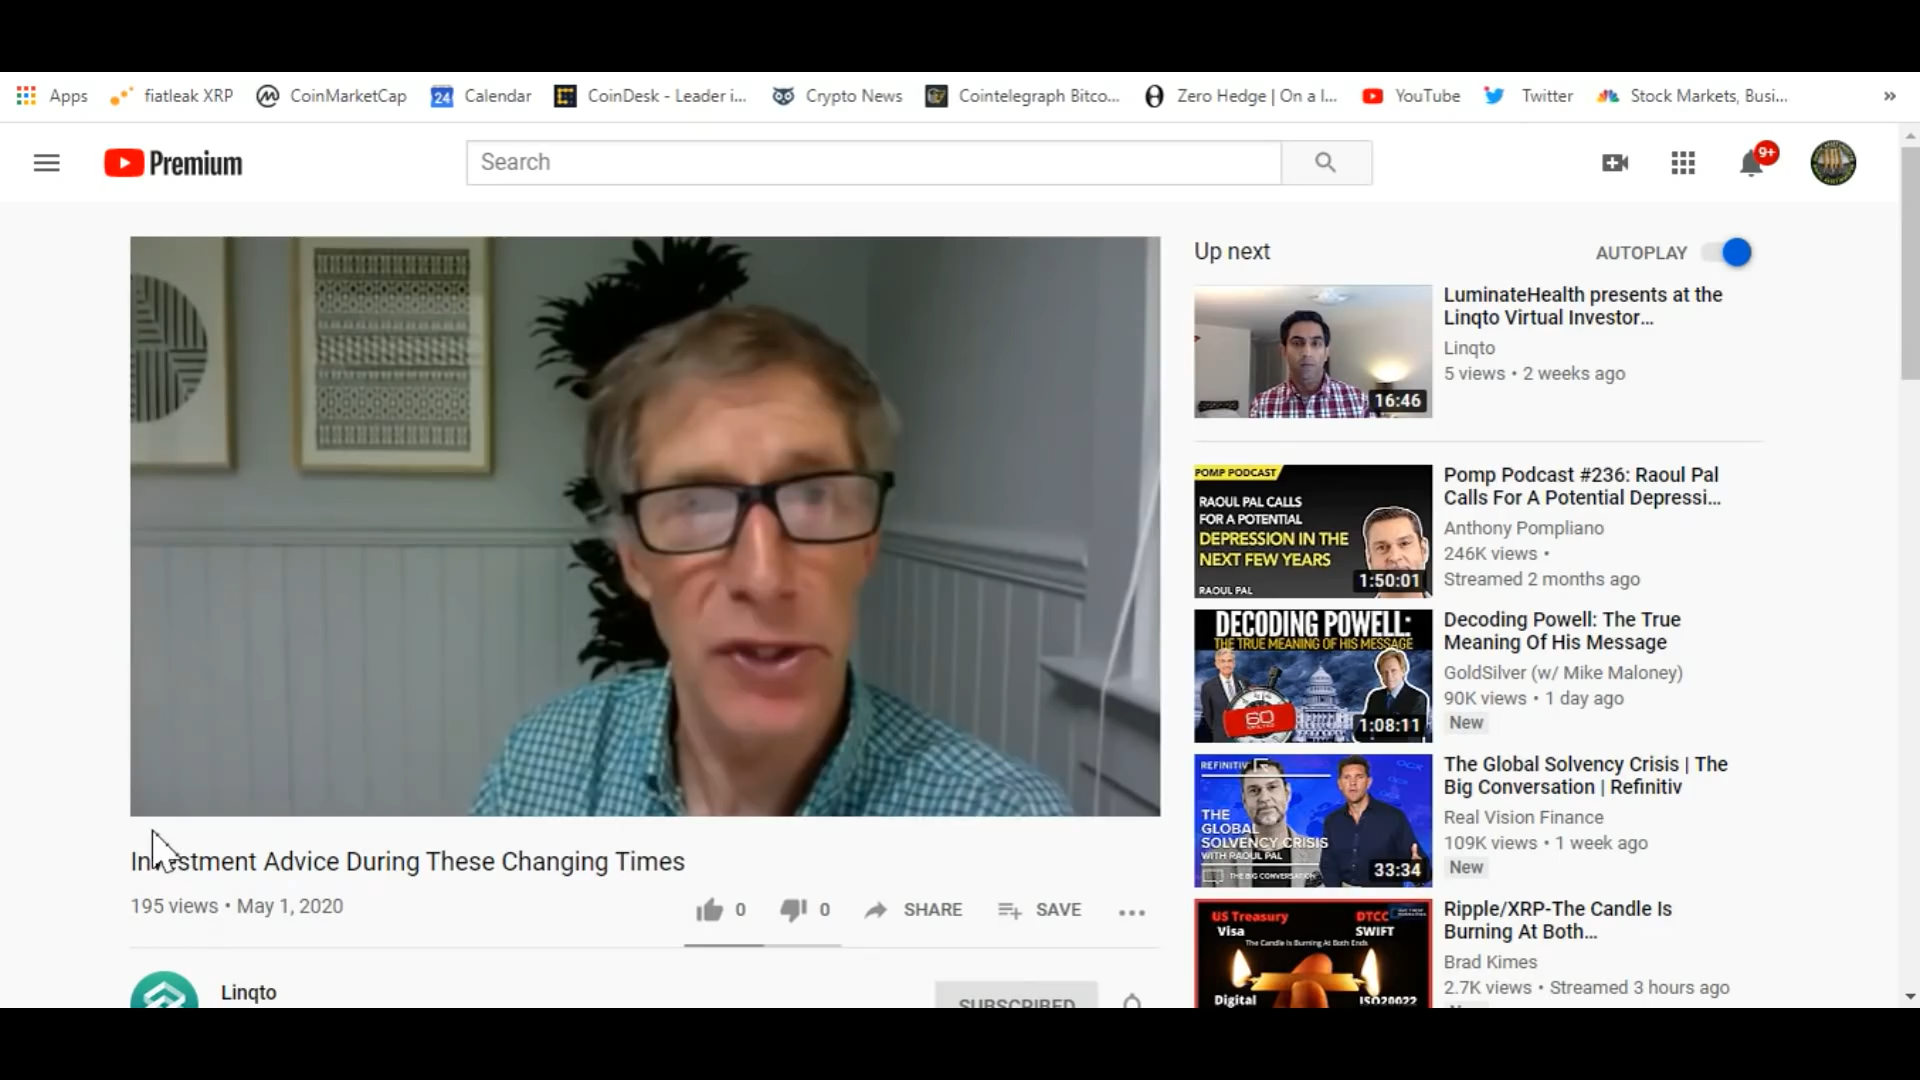 Apps fiatleak XRP CoinMarketCap 24 Calendar CoinDesk - Leader i... Crypto News Cointelegraph Bitco... Zero Hedge | On a l... YouTube Twitter Stock Markets, Busi... »
Premium
Search
9+
Up next
AUTOPLAY
16:46
LuminateHealth presents at the
Linqto Virtual Investor...
Linqto
5 views • 2 weeks ago
POMP PODCAST
RAOUL PAL CALLS
FOR A POTENTIAL
DEPRESSION IN THE
NEXT FEW YEARS
RAOUL PAL
1:50:01
Pomp Podcast #236: Raoul Pal
Calls For A Potential Depressi...
Anthony Pompliano
246K views •
Streamed 2 months ago
DECODING POWELL:
THE TRUE MEANING OF HIS MESSAGE
60
1:08:11
Decoding Powell: The True
Meaning Of His Message
GoldSilver (w/ Mike Maloney)
90K views • 1 day ago
New
REFINITIV
THE
GLOBAL
SOLVENCY CRISIS
WITH RAOUL PAL
THE BIG CONVERSATION
33:34
The Global Solvency Crisis | The
Big Conversation | Refinitiv
Real Vision Finance
109K views • 1 week ago
New
US Treasury DTCC
Visa SWIFT
The Candle Is Burning At Both Ends
Digital ISO20022
Ripple/XRP-The Candle Is
Burning At Both...
Brad Kimes
2.7K views • Streamed 3 hours ago
Investment Advice During These Changing Times
195 views • May 1, 2020
0 0 SHARE SAVE
Linqto
SUBSCRIBED